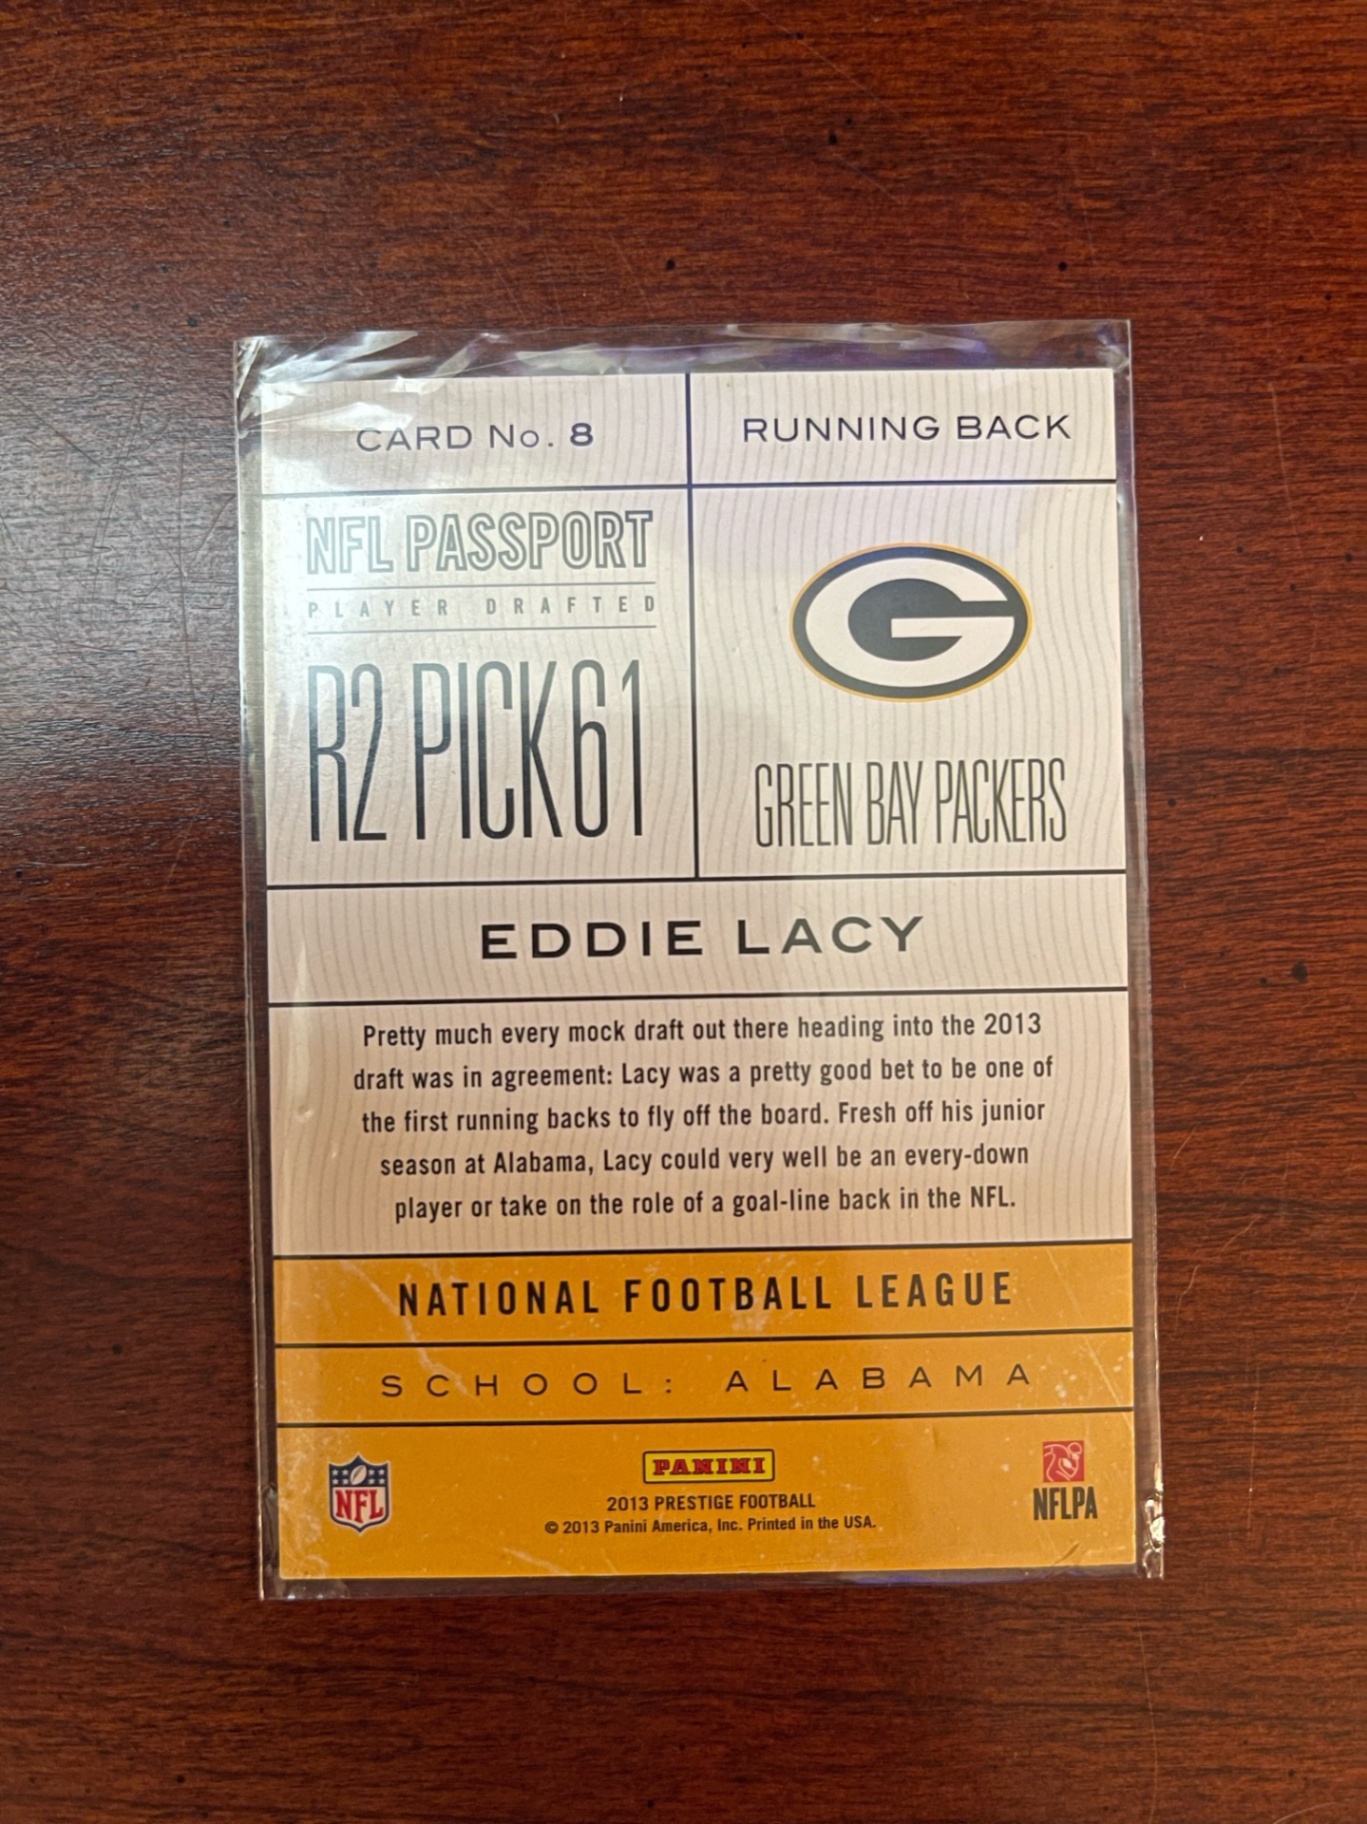 CARD No. 8
RUNNING BACK
NFL PASSPORT
PLAYER DRAFTED
R2 PICK 61
G
GREEN BAY PACKERS
EDDIE LACY
Pretty much every mock draft out there heading into the 2013
draft was in agreement: Lacy was a pretty good bet to be one of
the first running backs to fly off the board. Fresh off his junior
season at Alabama, Lacy could very well be an every-down
player or take on the role of a goal-line back in the NFL.
NATIONAL FOOTBALL LEAGUE
SCHOOL: ALABAMA
NFL
PANINI
2013 PRESTIGE FOOTBALL
© 2013 Panini America, Inc. Printed in the USA.
NFLPA